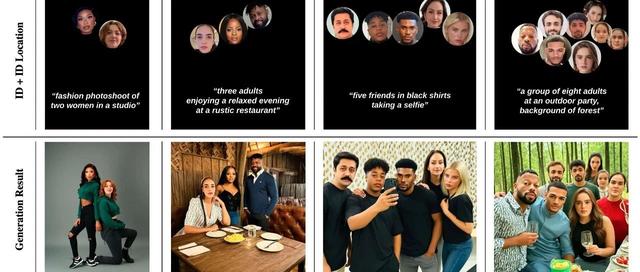 ID + ID Location
“fashion photoshoot of
two women in a studio”
“three adults
enjoying a relaxed evening
at a rustic restaurant”
“five friends in black shirts
taking a selfie”
“a group of eight adults
at an outdoor party,
background of forest”
Generation Result